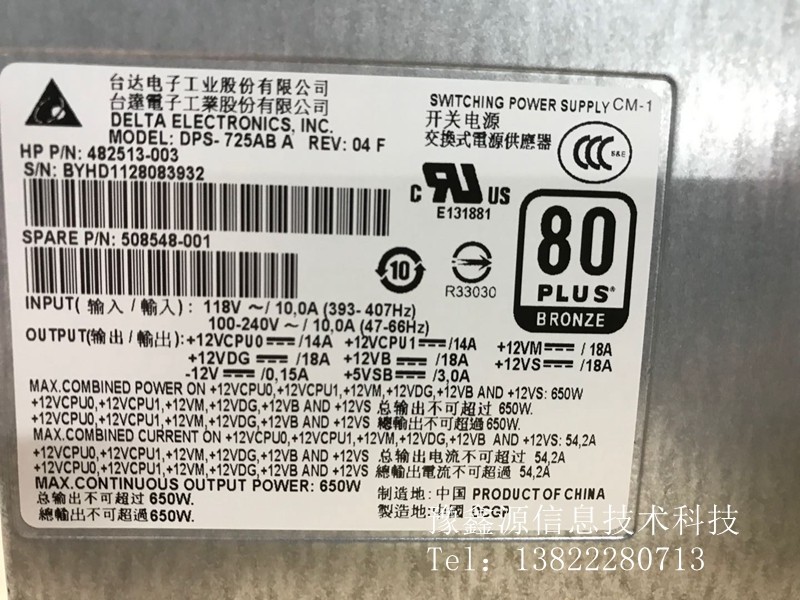 台达电子工业股份有限公司
台達電子工業股份有限公司
DELTA ELECTRONICS, INC.
MODEL: DPS-725AB A REV: 04 F
HP P/N: 482513-003
S/N: BYHD1128083932
SPARE P/N: 508548-001
SWITCHING POWER SUPPLY CM-1
开关电源
交換式電源供應器
CCC S&E
C UR US
E131881
10
R33030
80
PLUS®
BRONZE
INPUT( 输入 / 輸入 ): 118V ~/ 10,0A (393-407Hz)
100-240V ~/ 10,0A (47-66Hz)
OUTPUT(输出 / 輸出): +12VCPU0 ⎓ /14A +12VCPU1 ⎓ /14A +12VM ⎓ / 18A
+12VDG ⎓ /18A +12VB ⎓ /18A +12VS ⎓ /18A
-12V ⎓ /0,15A +5VSB ⎓ /3,0A
MAX.COMBINED POWER ON +12VCPU0,+12VCPU1,+12VM,+12VDG,+12VB AND +12VS: 650W
+12VCPU0,+12VCPU1,+12VM,+12VDG,+12VB AND +12VS 总输出不可超过 650W.
+12VCPU0,+12VCPU1,+12VM,+12VDG,+12VB AND +12VS 總輸出不可超過 650W.
MAX.COMBINED CURRENT ON +12VCPU0,+12VCPU1,+12VM,+12VDG,+12VB AND +12VS: 54,2A
+12VCPU0,+12VCPU1,+12VM,+12VDG,+12VB AND +12VS 总输出电流不可超过 54,2A
+12VCPU0,+12VCPU1,+12VM,+12VDG,+12VB AND +12VS 總輸出電流不可超過 54,2A
MAX.CONTINUOUS OUTPUT POWER: 650W
总输出不可超过 650W.
總輸出不可超過650W.
制造地: 中国 PRODUCT OF CHINA
製造地: 中國
豫鑫源信息技术科技
Tel: 13822280713